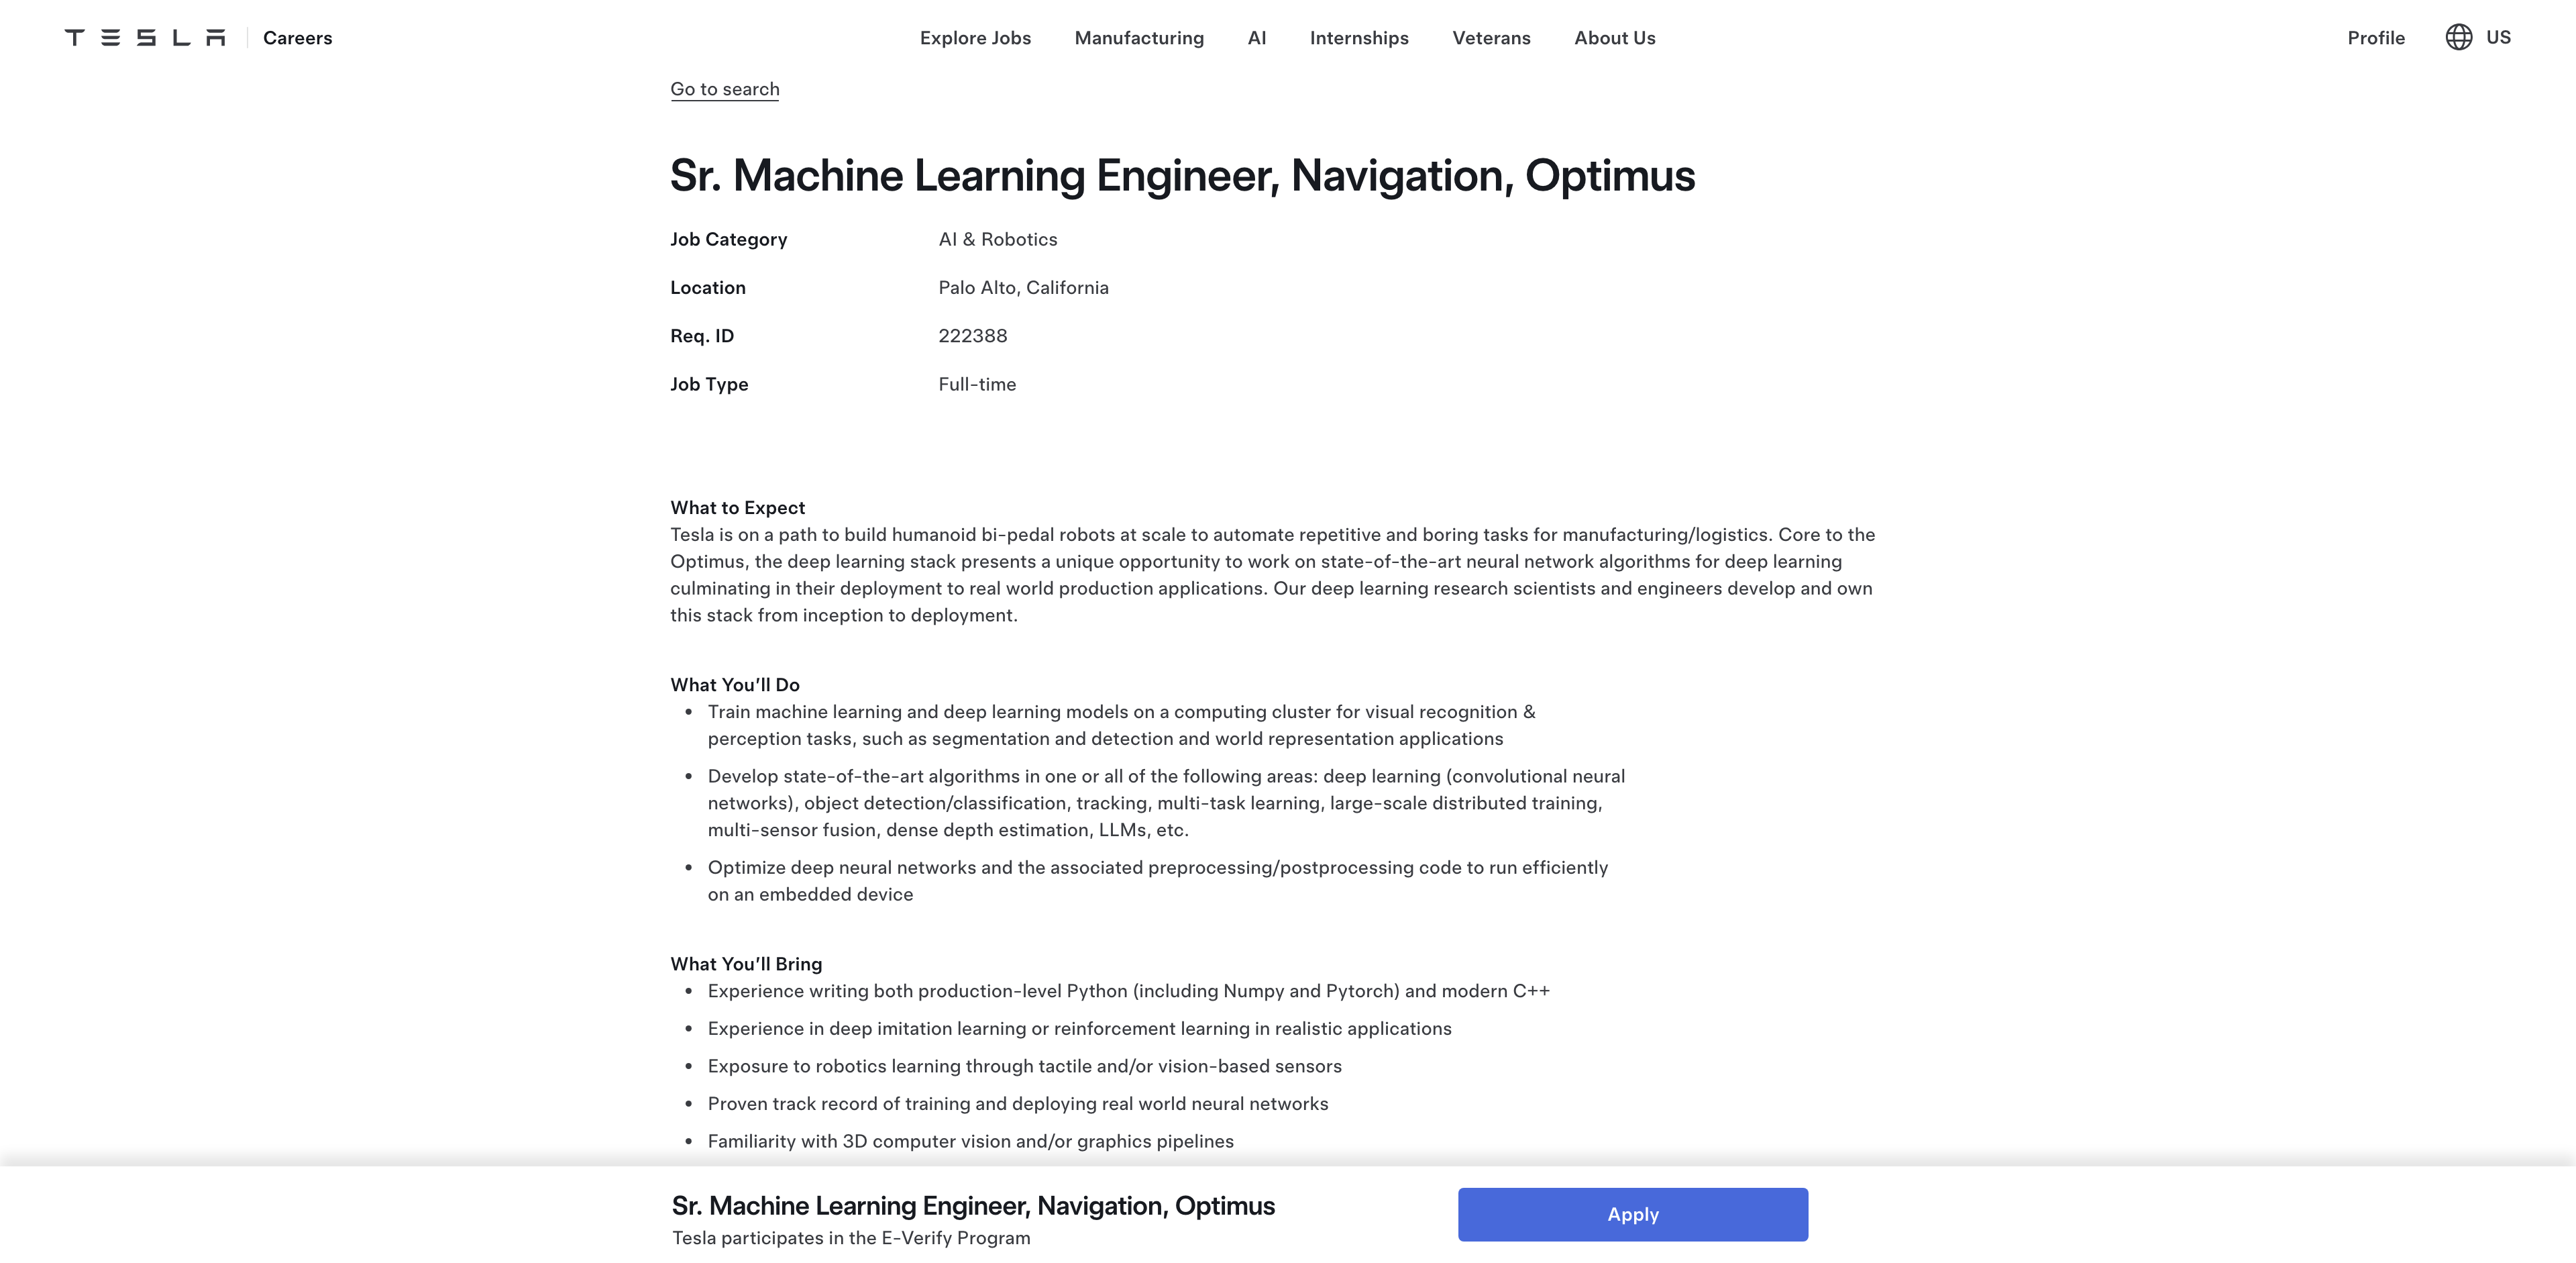 TESLA Careers Explore Jobs Manufacturing AI Internships Veterans About Us Profile US
Go to search
Sr. Machine Learning Engineer, Navigation, Optimus
Job Category AI & Robotics
Location Palo Alto, California
Req. ID 222388
Job Type Full-time
What to Expect
Tesla is on a path to build humanoid bi-pedal robots at scale to automate repetitive and boring tasks for manufacturing/logistics. Core to the
Optimus, the deep learning stack presents a unique opportunity to work on state-of-the-art neural network algorithms for deep learning
culminating in their deployment to real world production applications. Our deep learning research scientists and engineers develop and own
this stack from inception to deployment.
What You'll Do
• Train machine learning and deep learning models on a computing cluster for visual recognition &
perception tasks, such as segmentation and detection and world representation applications
• Develop state-of-the-art algorithms in one or all of the following areas: deep learning (convolutional neural
networks), object detection/classification, tracking, multi-task learning, large-scale distributed training,
multi-sensor fusion, dense depth estimation, LLMs, etc.
• Optimize deep neural networks and the associated preprocessing/postprocessing code to run efficiently
on an embedded device
What You'll Bring
• Experience writing both production-level Python (including Numpy and Pytorch) and modern C++
• Experience in deep imitation learning or reinforcement learning in realistic applications
• Exposure to robotics learning through tactile and/or vision-based sensors
• Proven track record of training and deploying real world neural networks
• Familiarity with 3D computer vision and/or graphics pipelines
Sr. Machine Learning Engineer, Navigation, Optimus
Tesla participates in the E-Verify Program
Apply